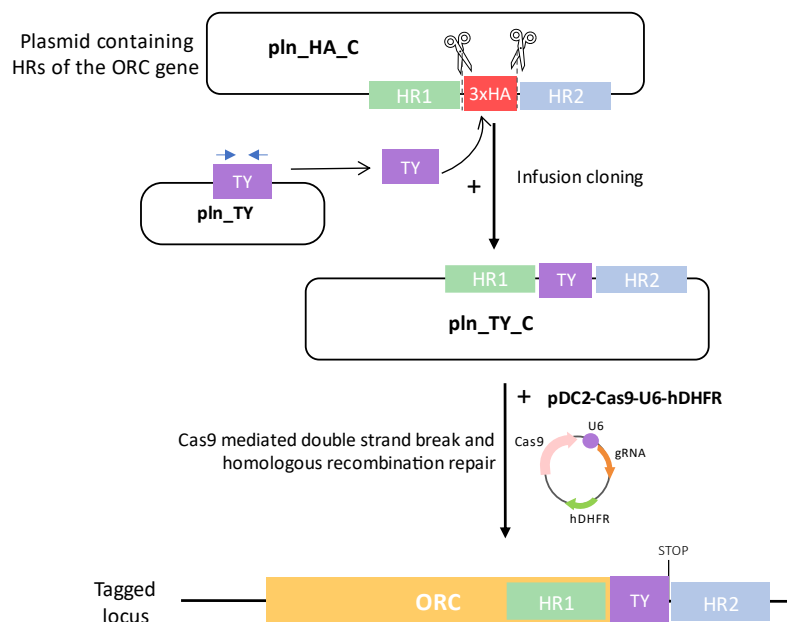 Plasmid containing
HRs of the ORC gene
pln_HA_C
HR1
3xHA
HR2
TY
pln_TY
TY
+
Infusion cloning
HR1
TY
HR2
pln_TY_C
+ pDC2-Cas9-U6-hDHFR
Cas9 mediated double strand break and
homologous recombination repair
Cas9
U6
gRNA
hDHFR
STOP
Tagged
locus
ORC
HR1
TY
HR2